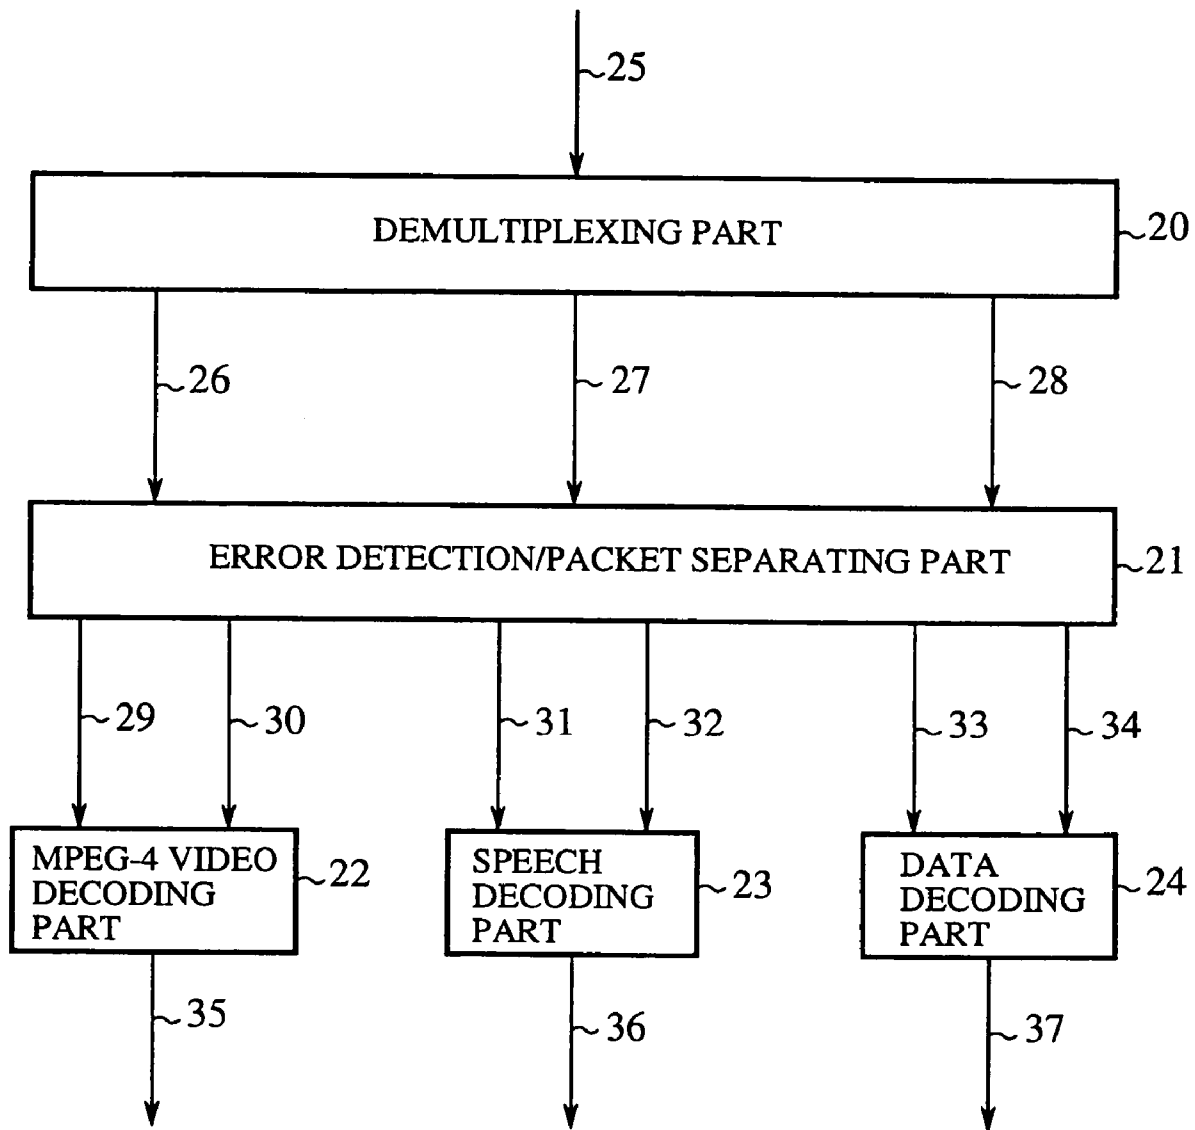 25
DEMULTIPLEXING PART
20
26
27
28
ERROR DETECTION/PACKET SEPARATING PART
21
29
30
31
32
33
34
MPEG-4 VIDEO
DECODING
PART
22
SPEECH
DECODING
PART
23
DATA
DECODING
PART
24
35
36
37